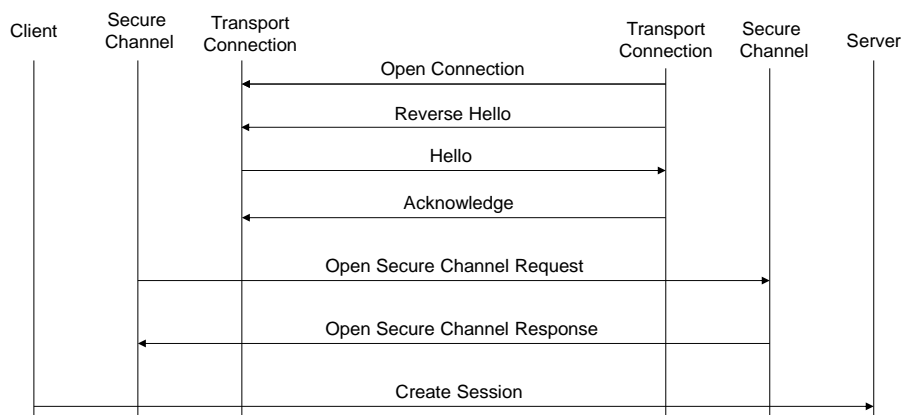 Client
Secure
Channel
Transport
Connection
Transport
Connection
Secure
Channel
Server
Open Connection
Reverse Hello
Hello
Acknowledge
Open Secure Channel Request
Open Secure Channel Response
Create Session